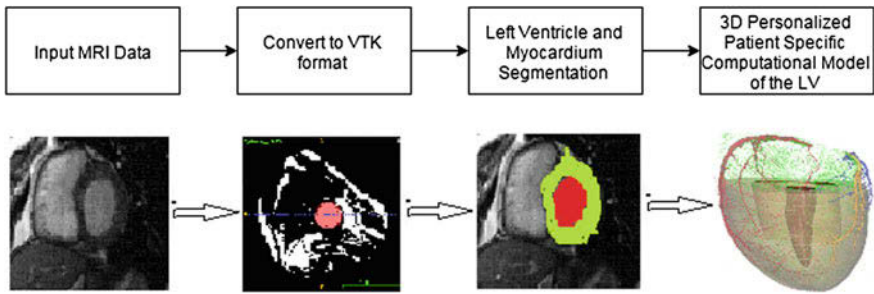 Input MRI Data
Convert to VTK
format
Left Ventricle and
Myocardium
Segmentation
3D Personalized
Patient Specific
Computational Model
of the LV